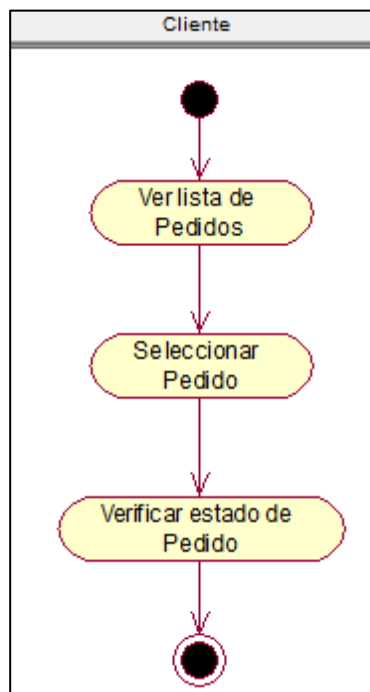 Cliente
Ver lista de
Pedidos
Seleccionar
Pedido
Verificar estado de
Pedido